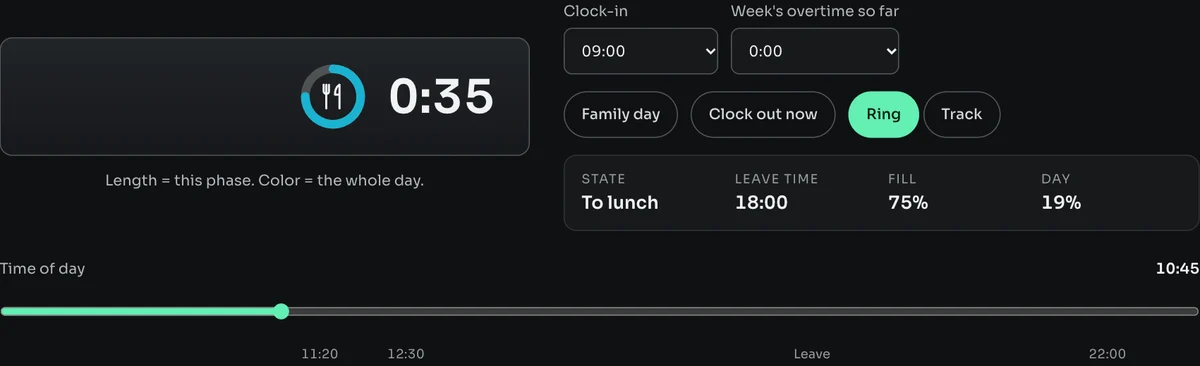 Clock-in
Week's overtime so far
09:00
0:00
0:35
Family day
Clock out now
Ring
Track
Length = this phase. Color = the whole day.
STATE
LEAVE TIME
FILL
DAY
To lunch
18:00
75%
19%
Time of day
10:45
11:20
12:30
Leave
22:00